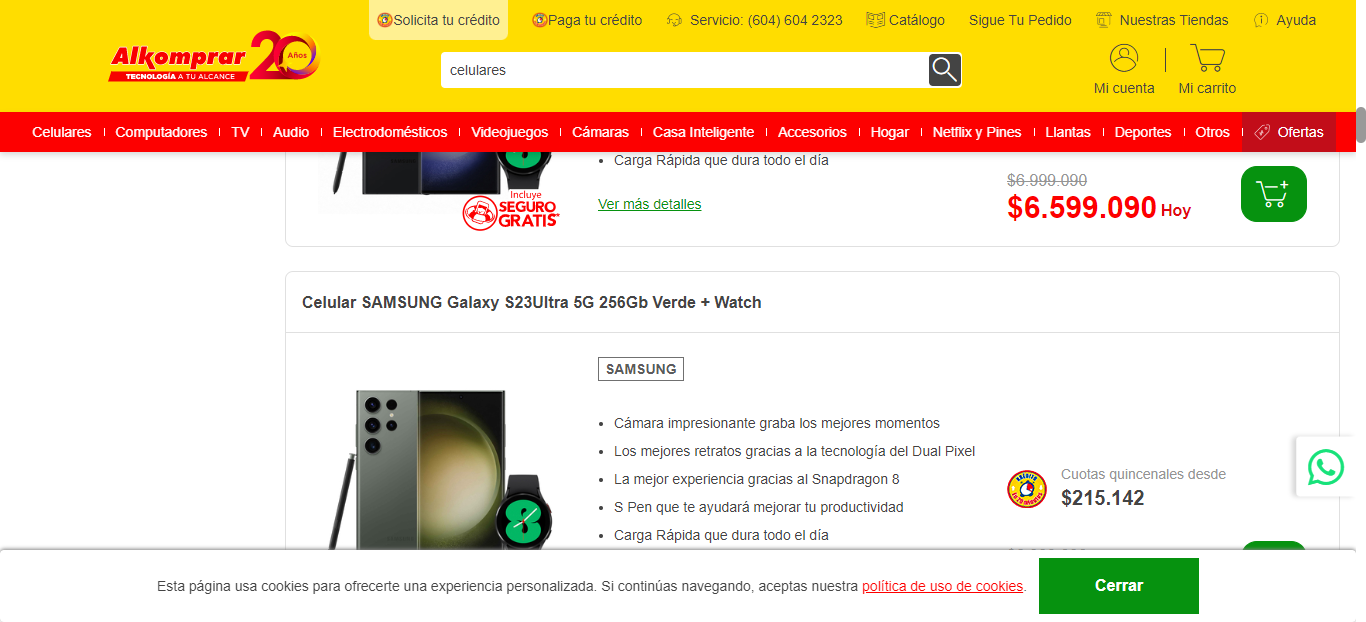 Solicita tu crédito
Paga tu crédito
Servicio: (604) 604 2323
Catálogo
Sigue Tu Pedido
Nuestras Tiendas
Ayuda
Alkomprar 20 Años
TECNOLOGÍA A TU ALCANCE
celulares
Mi cuenta
Mi carrito
Celulares
Computadores
TV
Audio
Electrodomésticos
Videojuegos
Cámaras
Casa Inteligente
Accesorios
Hogar
Netflix y Pines
Llantas
Deportes
Otros
Ofertas
• Carga Rápida que dura todo el día
Incluye
SEGURO
GRATIS*
Ver más detalles
$6.999.090
$6.599.090 Hoy
Celular SAMSUNG Galaxy S23Ultra 5G 256Gb Verde + Watch
SAMSUNG
• Cámara impresionante graba los mejores momentos
• Los mejores retratos gracias a la tecnología del Dual Pixel
• La mejor experiencia gracias al Snapdragon 8
• S Pen que te ayudará mejorar tu productividad
• Carga Rápida que dura todo el día
Cuotas quincenales desde
$215.142
Esta página usa cookies para ofrecerte una experiencia personalizada. Si continúas navegando, aceptas nuestra política de uso de cookies.
Cerrar